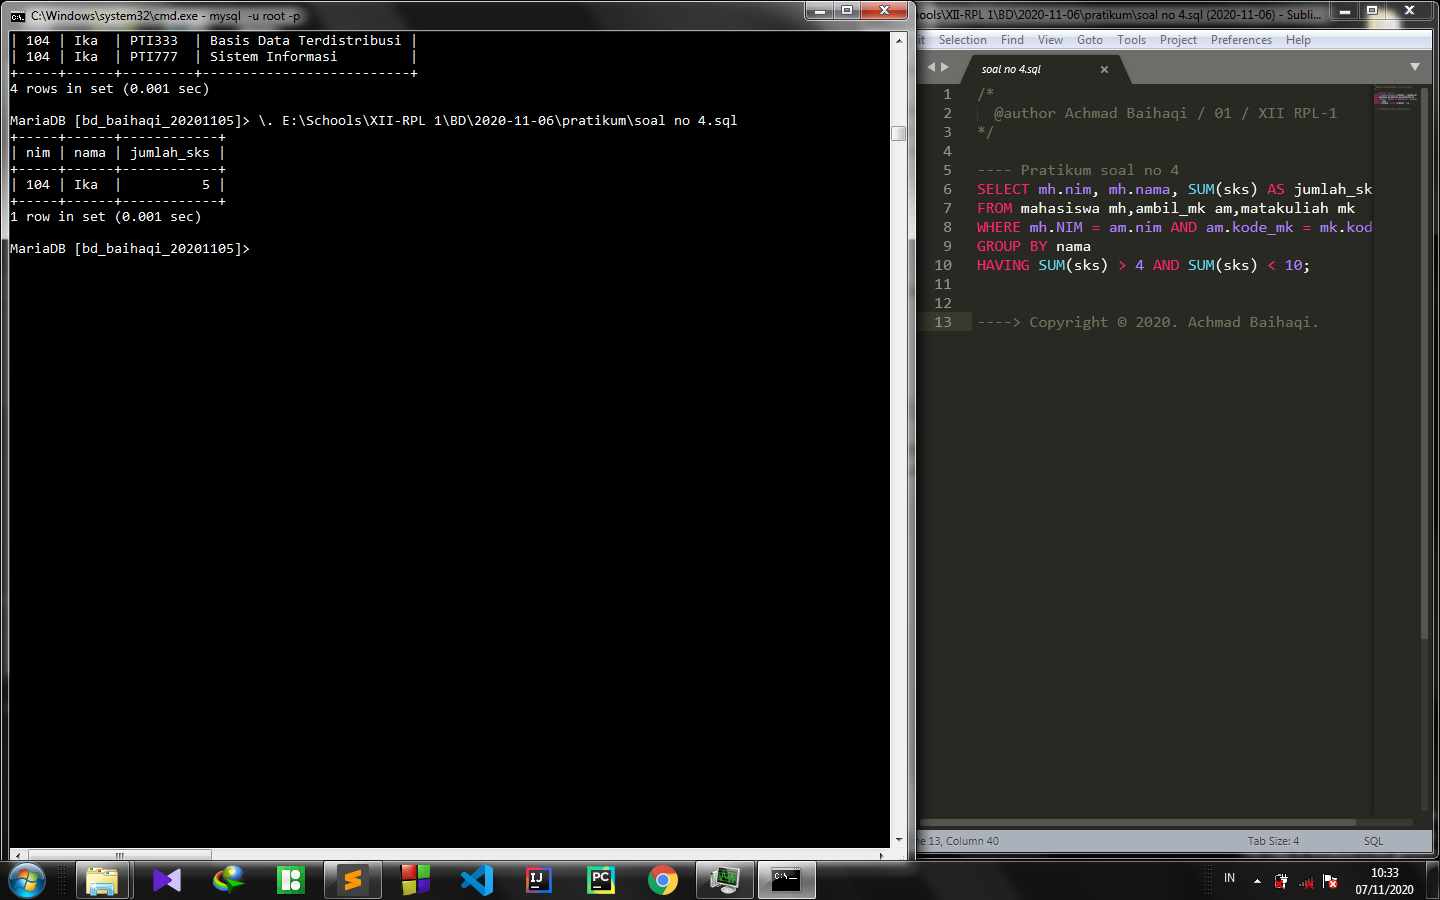 C:\Windows\system32\cmd.exe - mysql  -u root -p
| 104 | Ika  | PTI333  | Basis Data Terdistribusi |
| 104 | Ika  | PTI777  | Sistem Informasi         |
+-----+------+---------+--------------------------+
4 rows in set (0.001 sec)
MariaDB [bd_baihaqi_20201105]> \. E:\Schools\XII-RPL 1\BD\2020-11-06\pratikum\soal no 4.sql
+-----+------+------------+
| nim | nama | jumlah_sks |
+-----+------+------------+
| 104 | Ika  |          5 |
+-----+------+------------+
1 row in set (0.001 sec)
MariaDB [bd_baihaqi_20201105]>
ools\XII-RPL 1\BD\2020-11-06\pratikum\soal no 4.sql (2020-11-06) - Subli...
it Selection Find View Goto Tools Project Preferences Help
soal no 4.sql
1 /*
2   @author Achmad Baihaqi / 01 / XII RPL-1
3 */
4
5 ---- Pratikum soal no 4
6 SELECT mh.nim, mh.nama, SUM(sks) AS jumlah_sk
7 FROM mahasiswa mh,ambil_mk am,matakuliah mk
8 WHERE mh.NIM = am.nim AND am.kode_mk = mk.kod
9 GROUP BY nama
10 HAVING SUM(sks) > 4 AND SUM(sks) < 10;
11
12
13 ----> Copyright © 2020. Achmad Baihaqi.
e 13, Column 40
Tab Size: 4
SQL
IJ
PC
C:\
IN
10:33
07/11/2020